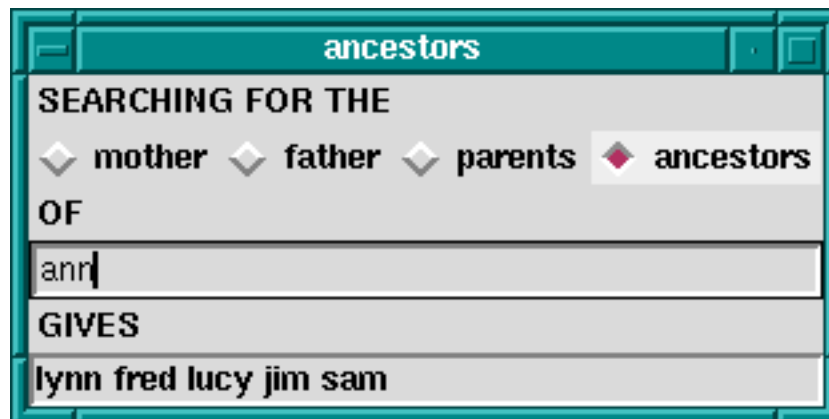 ancestors
SEARCHING FOR THE
mother father parents ancestors
OF
ann
GIVES
lynn fred lucy jim sam